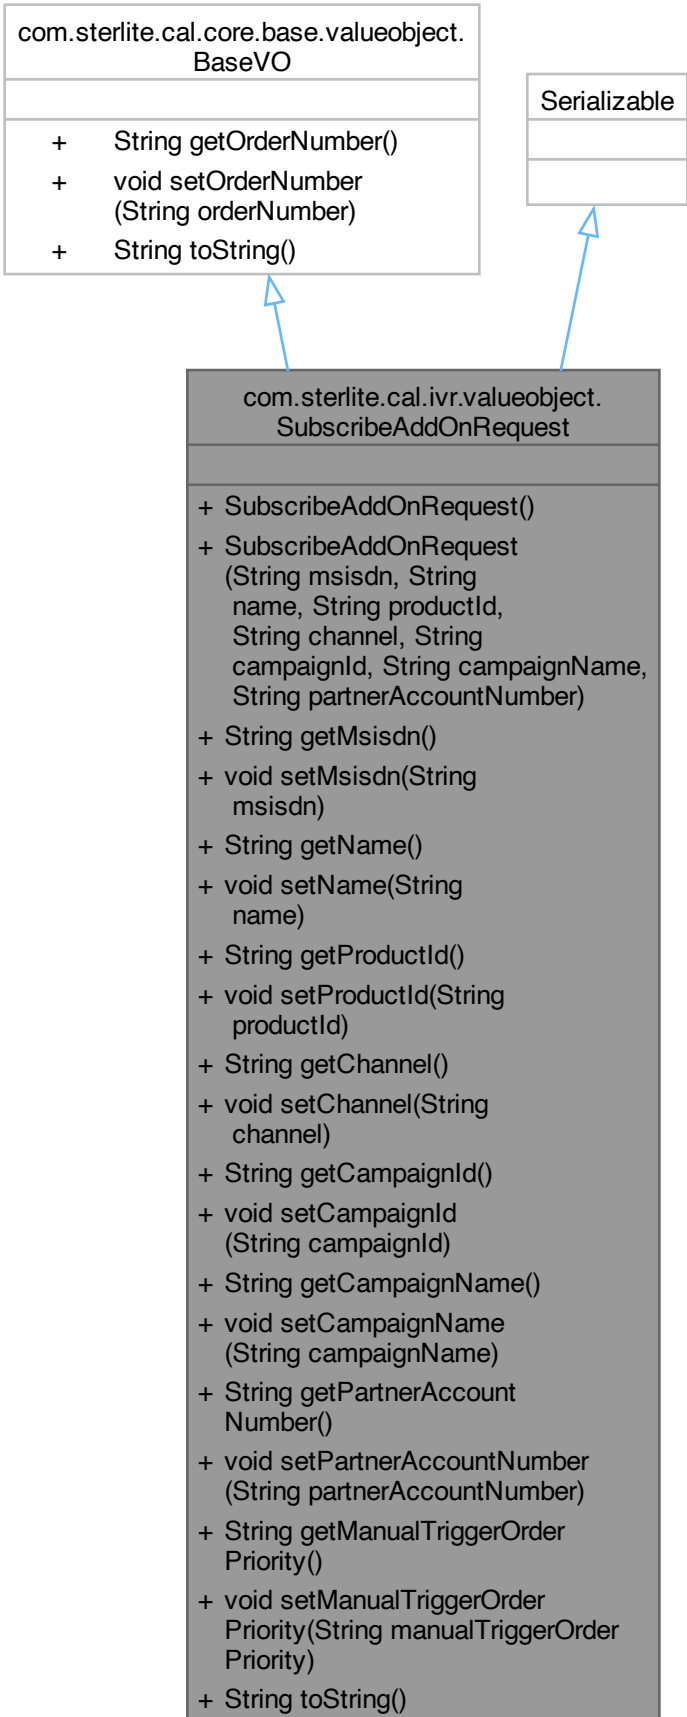 com.sterlite.cal.core.base.valueobject.
BaseVO
+ String getOrderNumber()
+ void setOrderNumber
(String orderNumber)
+ String toString()
Serializable
com.sterlite.cal.ivr.valueobject.
SubscribeAddOnRequest
+ SubscribeAddOnRequest()
+ SubscribeAddOnRequest
(String msisdn, String
name, String productId,
String channel, String
campaignId, String campaignName,
String partnerAccountNumber)
+ String getMsisdn()
+ void setMsisdn(String
msisdn)
+ String getName()
+ void setName(String
name)
+ String getProductId()
+ void setProductId(String
productId)
+ String getChannel()
+ void setChannel(String
channel)
+ String getCampaignId()
+ void setCampaignId
(String campaignId)
+ String getCampaignName()
+ void setCampaignName
(String campaignName)
+ String getPartnerAccount
Number()
+ void setPartnerAccountNumber
(String partnerAccountNumber)
+ String getManualTriggerOrder
Priority()
+ void setManualTriggerOrder
Priority(String manualTriggerOrder
Priority)
+ String toString()